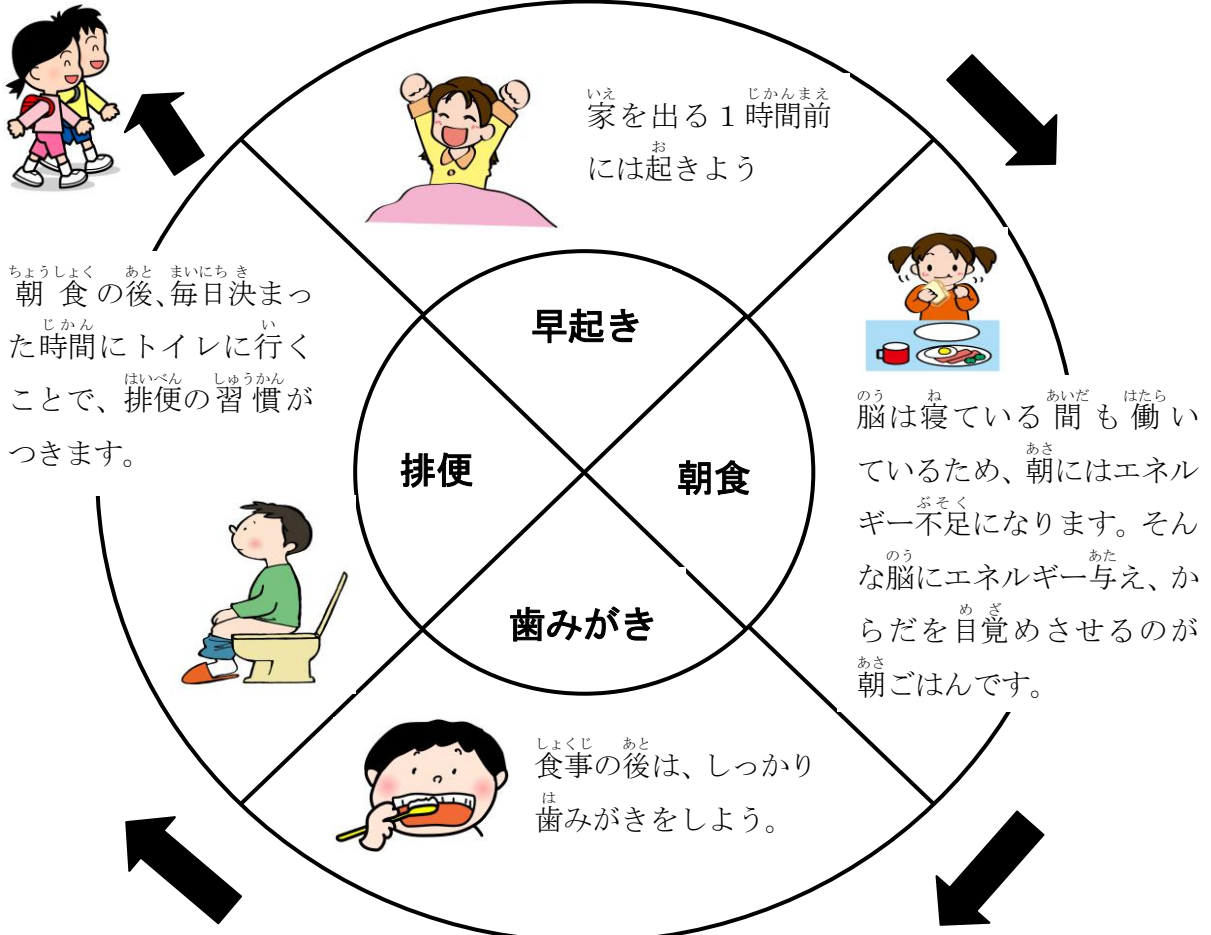 家を出る１時間前
には起きよう
早起き
脳は寝ている間も働い
ているため、朝にはエネル
ギー不足になります。そん
な脳にエネルギー与え、か
らだを目覚めさせるのが
朝ごはんです。
朝食
食事の後は、しっかり
歯みがきをしよう。
歯みがき
朝食の後、毎日決まっ
た時間にトイレに行く
ことで、排便の習慣が
つきます。
排便